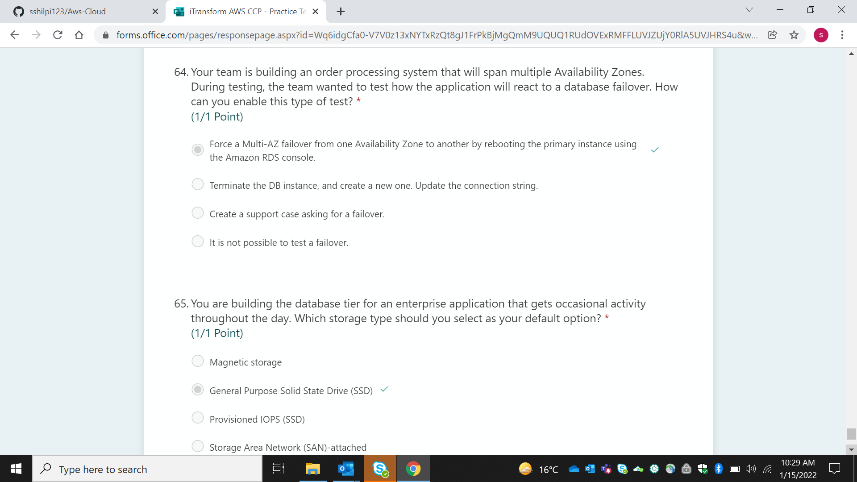 sshilpi123/Aws-Cloud
iTransform AWS CCP - Practice Te
forms.office.com/pages/responsepage.aspx?id=Wq6idgCfa0-V7V0z13xNYTxRzQt8gJ1FrPkBjMgQmM9UQUQ1RUdOVExRMFFLUVJZUjY0RlA5UVJHRS4u&w...
64. Your team is building an order processing system that will span multiple Availability Zones.
During testing, the team wanted to test how the application will react to a database failover. How
can you enable this type of test? *
(1/1 Point)
Force a Multi-AZ failover from one Availability Zone to another by rebooting the primary instance using
the Amazon RDS console.
Terminate the DB instance, and create a new one. Update the connection string.
Create a support case asking for a failover.
It is not possible to test a failover.
65. You are building the database tier for an enterprise application that gets occasional activity
throughout the day. Which storage type should you select as your default option? *
(1/1 Point)
Magnetic storage
General Purpose Solid State Drive (SSD)
Provisioned IOPS (SSD)
Storage Area Network (SAN)-attached
Type here to search
16°C
10:29 AM
1/15/2022